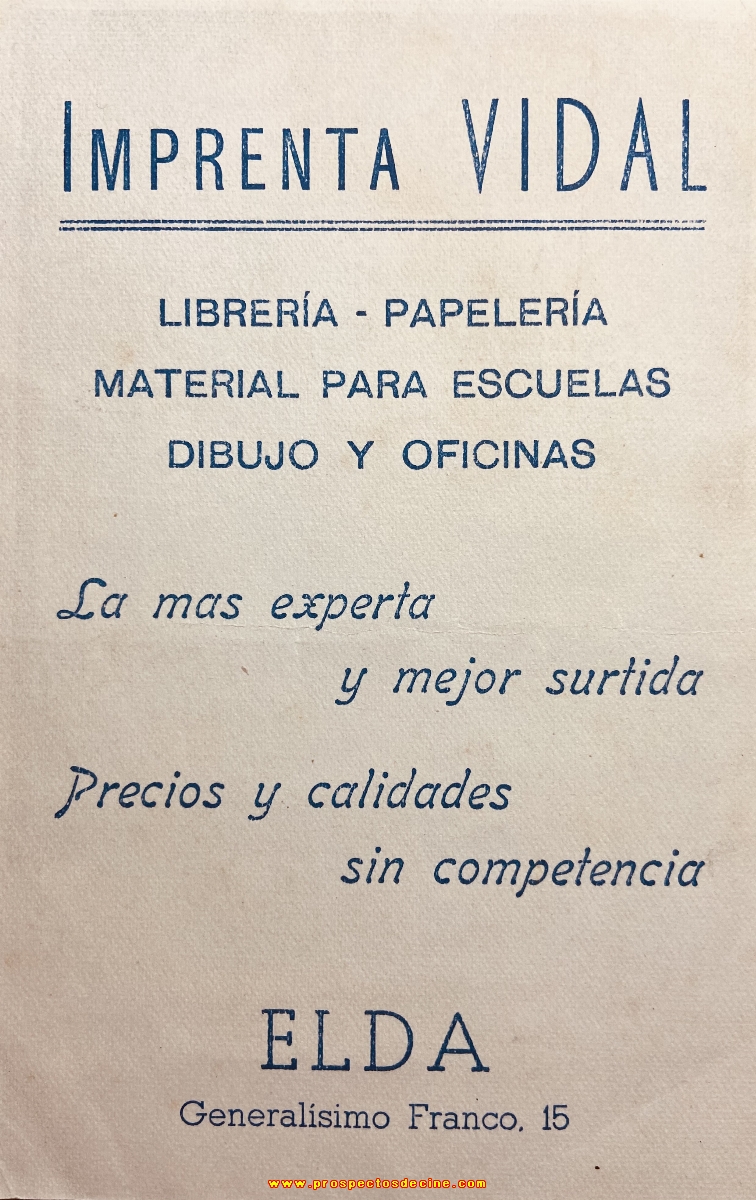 IMPRENTA VIDAL
LIBRERÍA - PAPELERÍA
MATERIAL PARA ESCUELAS
DIBUJO Y OFICINAS
La mas experta
y mejor surtida
Precios y calidades
sin competencia
ELDA
Generalísimo Franco, 15
www.prospectosdecine.com